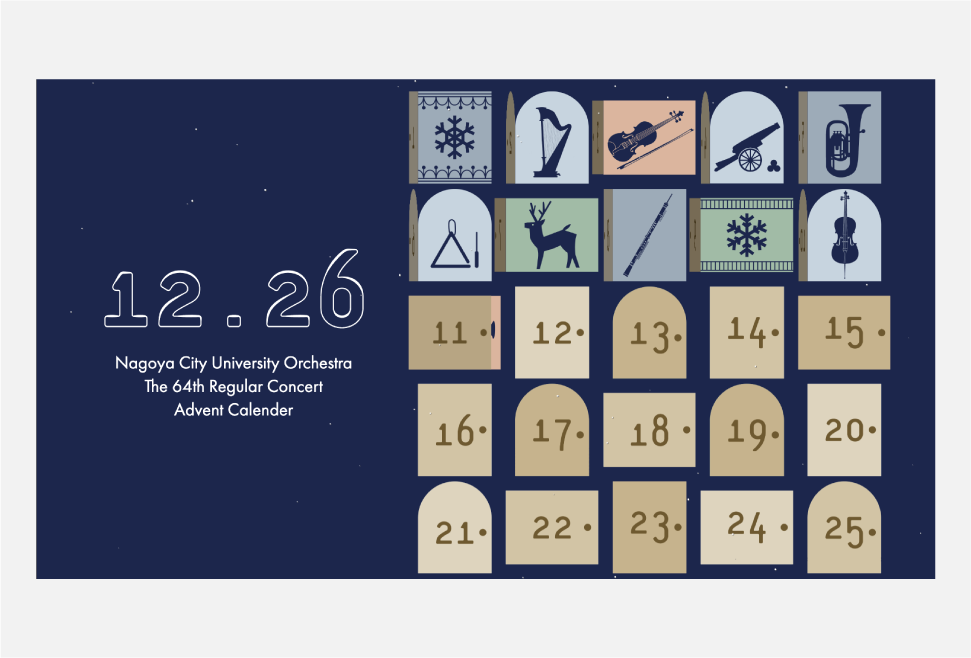 12.26
Nagoya City University Orchestra
The 64th Regular Concert
Advent Calender
11 12 13 14 15
16 17 18 19 20
21 22 23 24 25